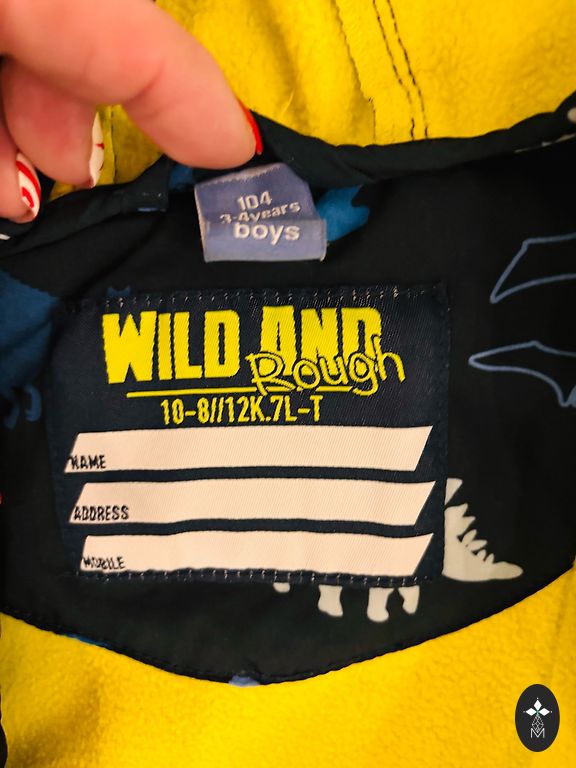 104
3-4years
boys
WILD AND
Rough
10-8//12K.7L-T
NAME
ADDRESS
MOBILE
M